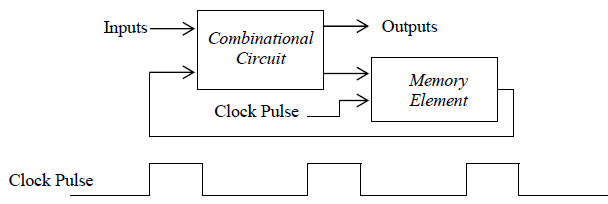 Inputs
Combinational
Circuit
Outputs
Memory
Element
Clock Pulse
Clock Pulse